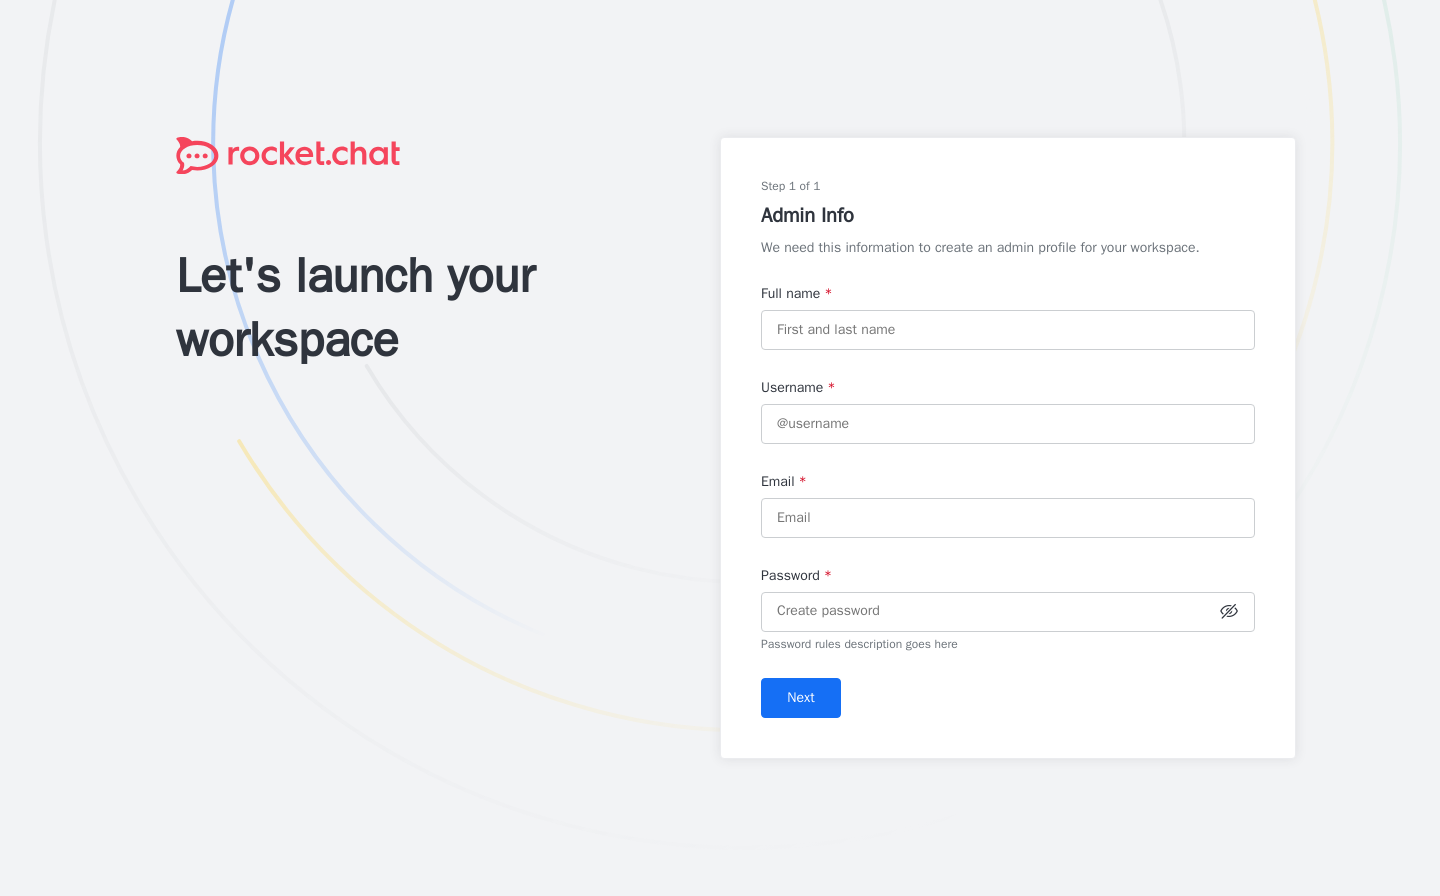 rocket.chat
Let's launch your
workspace
Step 1 of 1
Admin Info
We need this information to create an admin profile for your workspace.
Full name *
First and last name
Username *
@username
Email *
Email
Password *
Create password
Password rules description goes here
Next